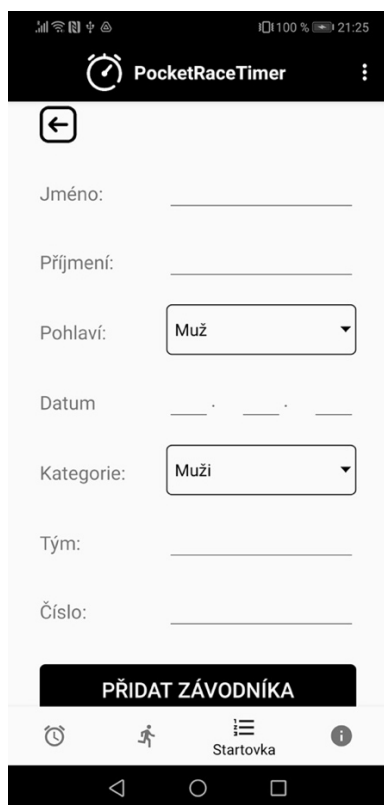 100 % 21:25
PocketRaceTimer
Jméno:
Příjmení:
Pohlaví: Muž
Datum . .
Kategorie: Muži
Tým:
Číslo:
PŘIDAT ZÁVODNÍKA
Startovka